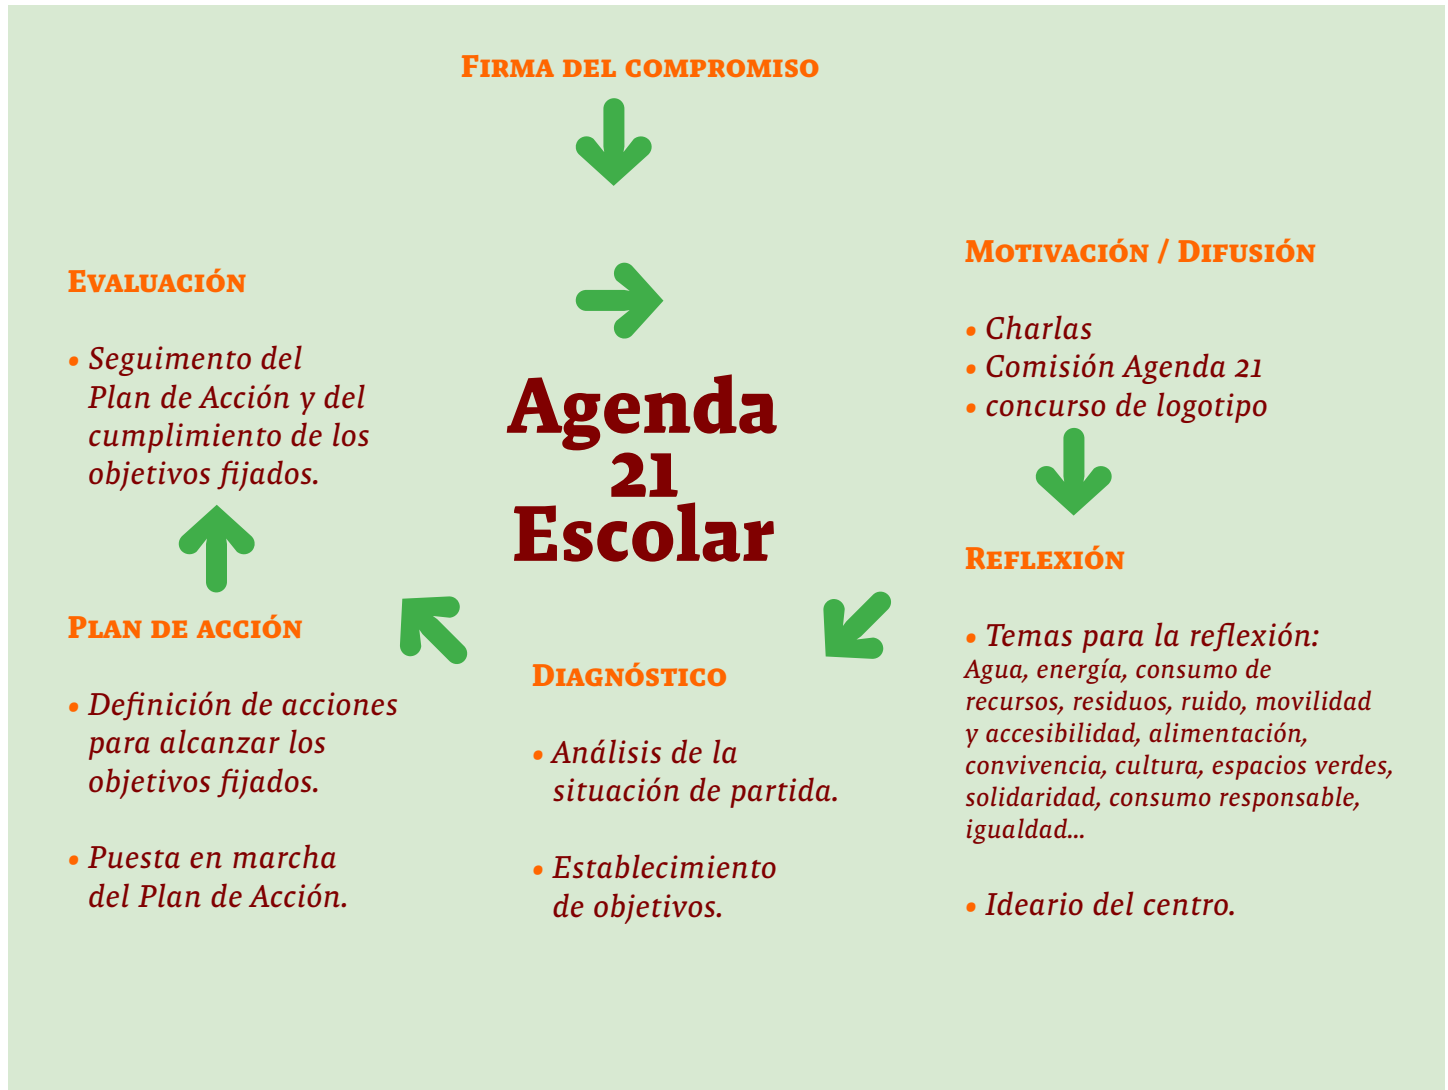 Firma del compromiso
Motivación / Difusión
• Charlas
• Comisión Agenda 21
• concurso de logotipo
Reflexión
• Temas para la reflexión:
Agua, energía, consumo de
recursos, residuos, ruido, movilidad
y accesibilidad, alimentación,
convivencia, cultura, espacios verdes,
solidaridad, consumo responsable,
igualdad...
• Ideario del centro.
Diagnóstico
• Análisis de la
situación de partida.
• Establecimiento
de objetivos.
Plan de acción
• Definición de acciones
para alcanzar los
objetivos fijados.
• Puesta en marcha
del Plan de Acción.
Evaluación
• Seguimento del
Plan de Acción y del
cumplimiento de los
objetivos fijados.
Agenda
21
Escolar